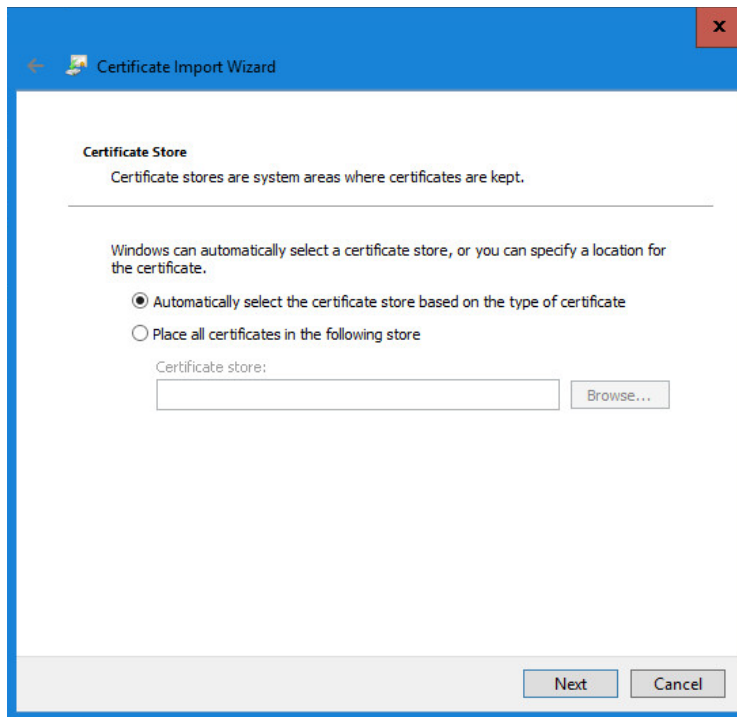 x
Certificate Import Wizard
Certificate Store
Certificate stores are system areas where certificates are kept.
Windows can automatically select a certificate store, or you can specify a location for
the certificate.
Automatically select the certificate store based on the type of certificate
Place all certificates in the following store
Certificate store:
Browse...
Next Cancel